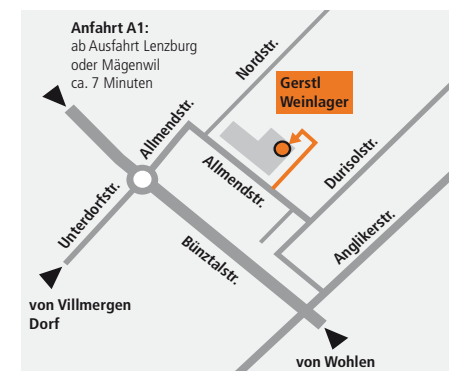 Anfahrt A1:
ab Ausfahrt Lenzburg
oder Mägenwil
ca. 7 Minuten
Nordstr.
Gerstl
Weinlager
Allmendstr.
Allmendstr.
Durisolstr.
Unterdorfstr.
Bünztalstr.
Anglikerstr.
von Villmergen
Dorf
von Wohlen